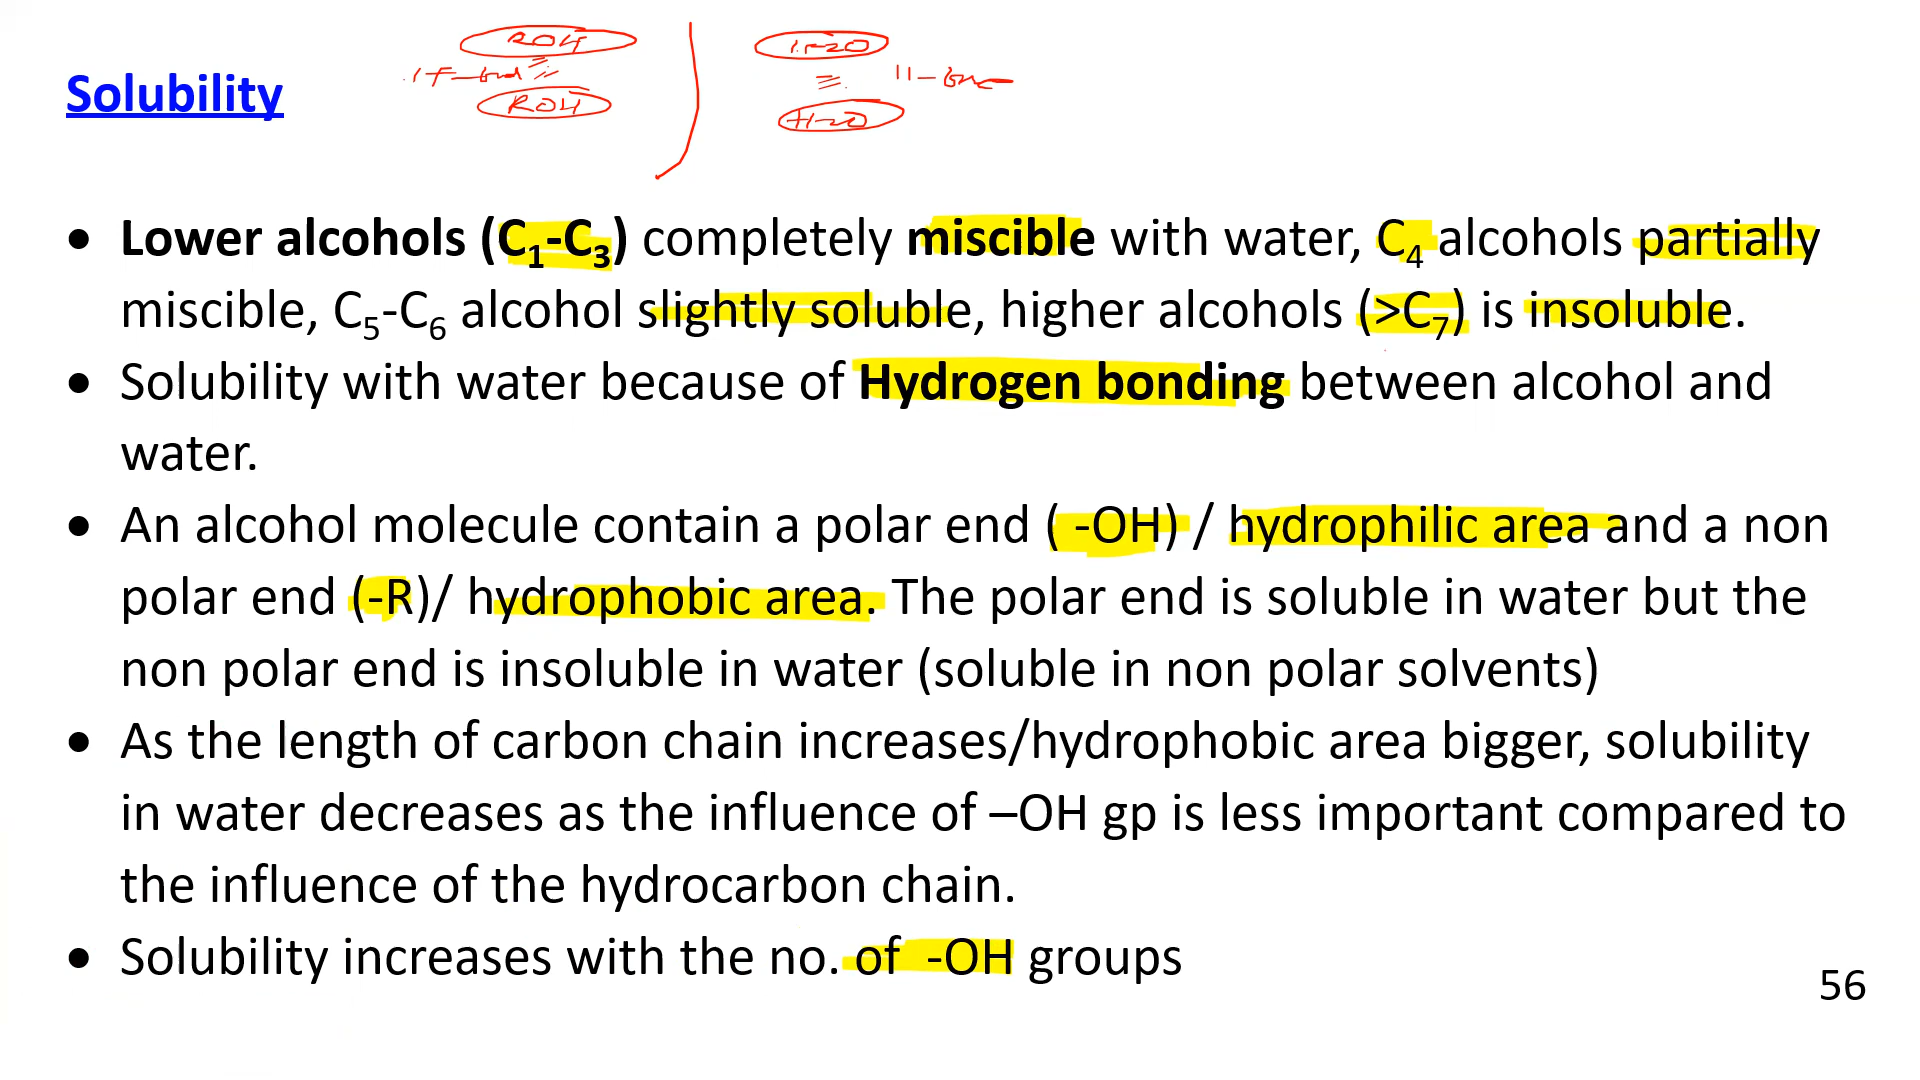 ROH
H2O
H-bond
H-bond
ROH
H2O
Solubility
• Lower alcohols (C₁-C₃) completely miscible with water, C₄ alcohols partially
miscible, C₅-C₆ alcohol slightly soluble, higher alcohols (>C₇) is insoluble.
• Solubility with water because of Hydrogen bonding between alcohol and
water.
• An alcohol molecule contain a polar end ( -OH) / hydrophilic area and a non
polar end (-R)/ hydrophobic area. The polar end is soluble in water but the
non polar end is insoluble in water (soluble in non polar solvents)
• As the length of carbon chain increases/hydrophobic area bigger, solubility
in water decreases as the influence of –OH gp is less important compared to
the influence of the hydrocarbon chain.
• Solubility increases with the no. of -OH groups
56